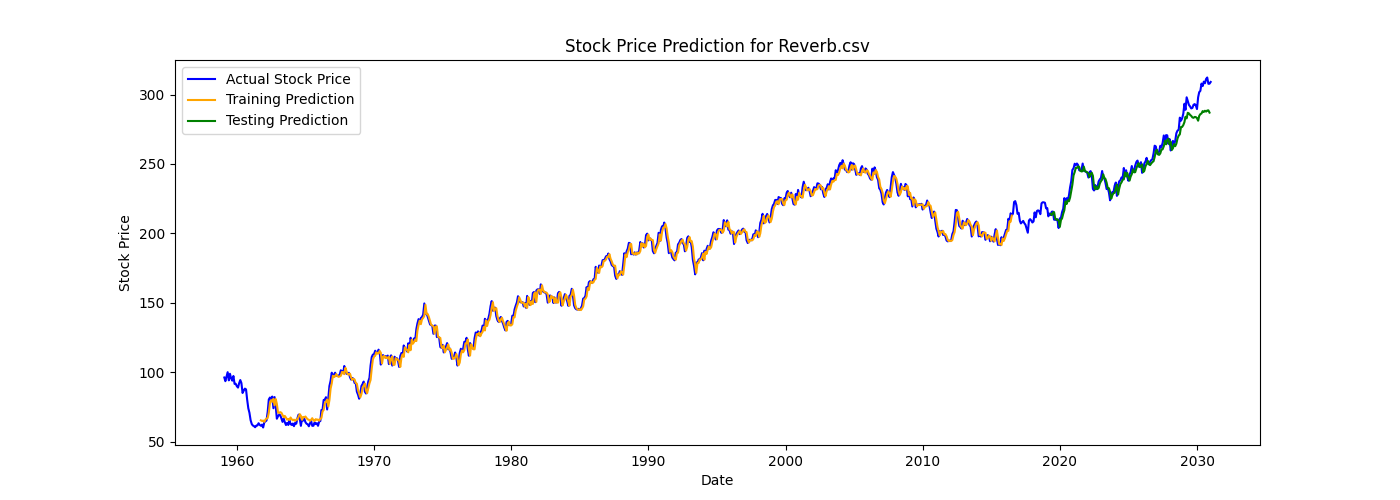 Stock Price Prediction for Reverb.csv
Actual Stock Price
Training Prediction
Testing Prediction
Stock Price
300
250
200
150
100
50
1960 1970 1980 1990 2000 2010 2020 2030
Date